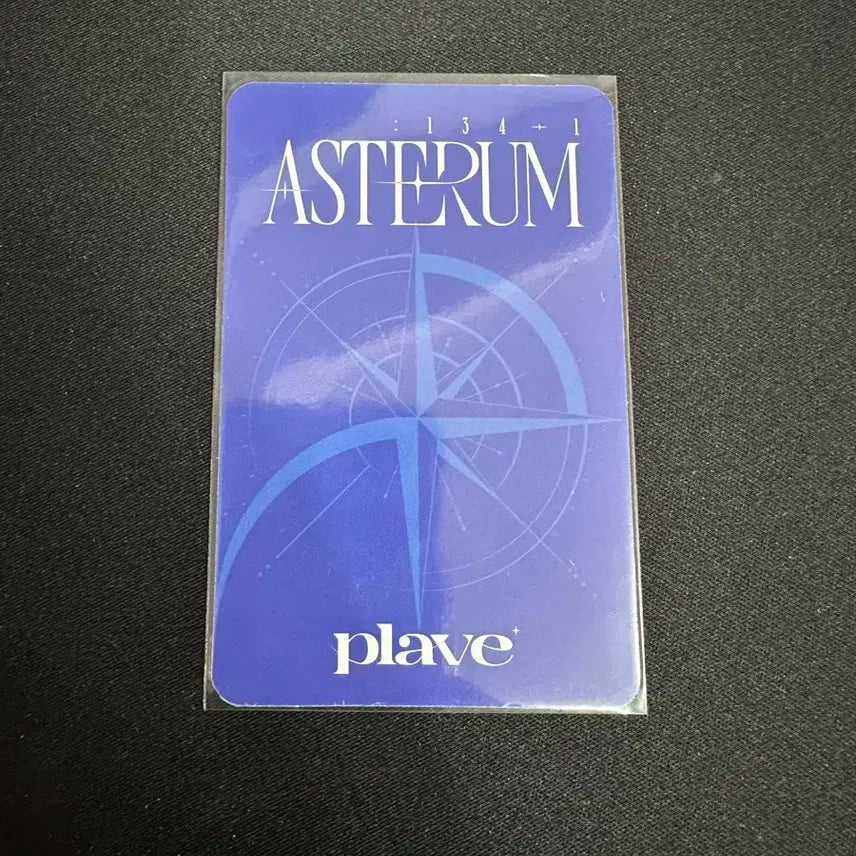 : 1 3 4 - 1
ASTERUM
plave